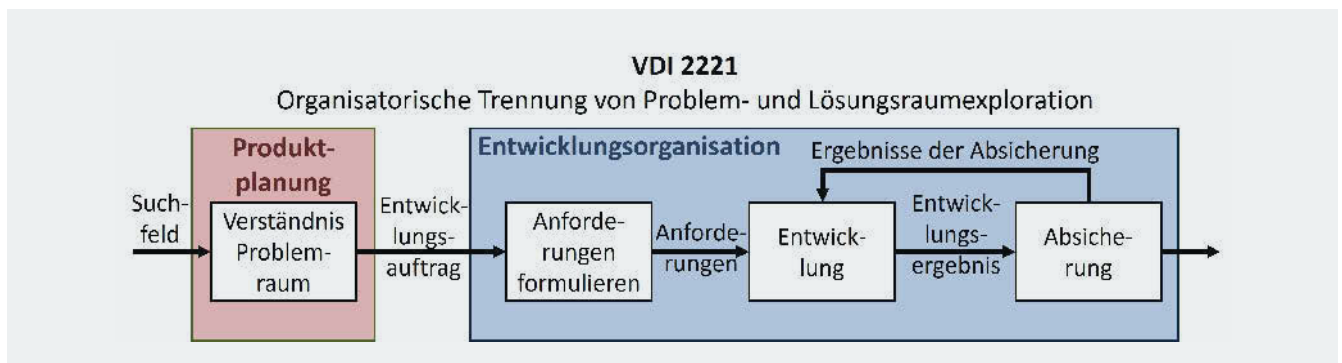 VDI 2221
Organisatorische Trennung von Problem- und Lösungsraumexploration
Produkt-
planung
Entwicklungsorganisation
Ergebnisse der Absicherung
Such-
feld
Verständnis
Problem-
raum
Entwick-
lungs-
auftrag
Anforde-
rungen
formulieren
Anforde-
rungen
Entwick-
lung
Entwick-
lungs-
ergebnis
Absiche-
rung